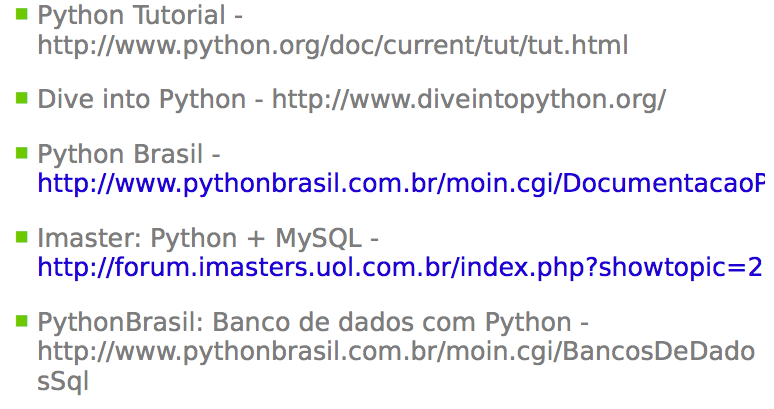 Python Tutorial -
http://www.python.org/doc/current/tut/tut.html
Dive into Python - http://www.diveintopython.org/
Python Brasil -
http://www.pythonbrasil.com.br/moin.cgi/DocumentacaoP
Imaster: Python + MySQL -
http://forum.imasters.uol.com.br/index.php?showtopic=2
PythonBrasil: Banco de dados com Python -
http://www.pythonbrasil.com.br/moin.cgi/BancosDeDado
sSql